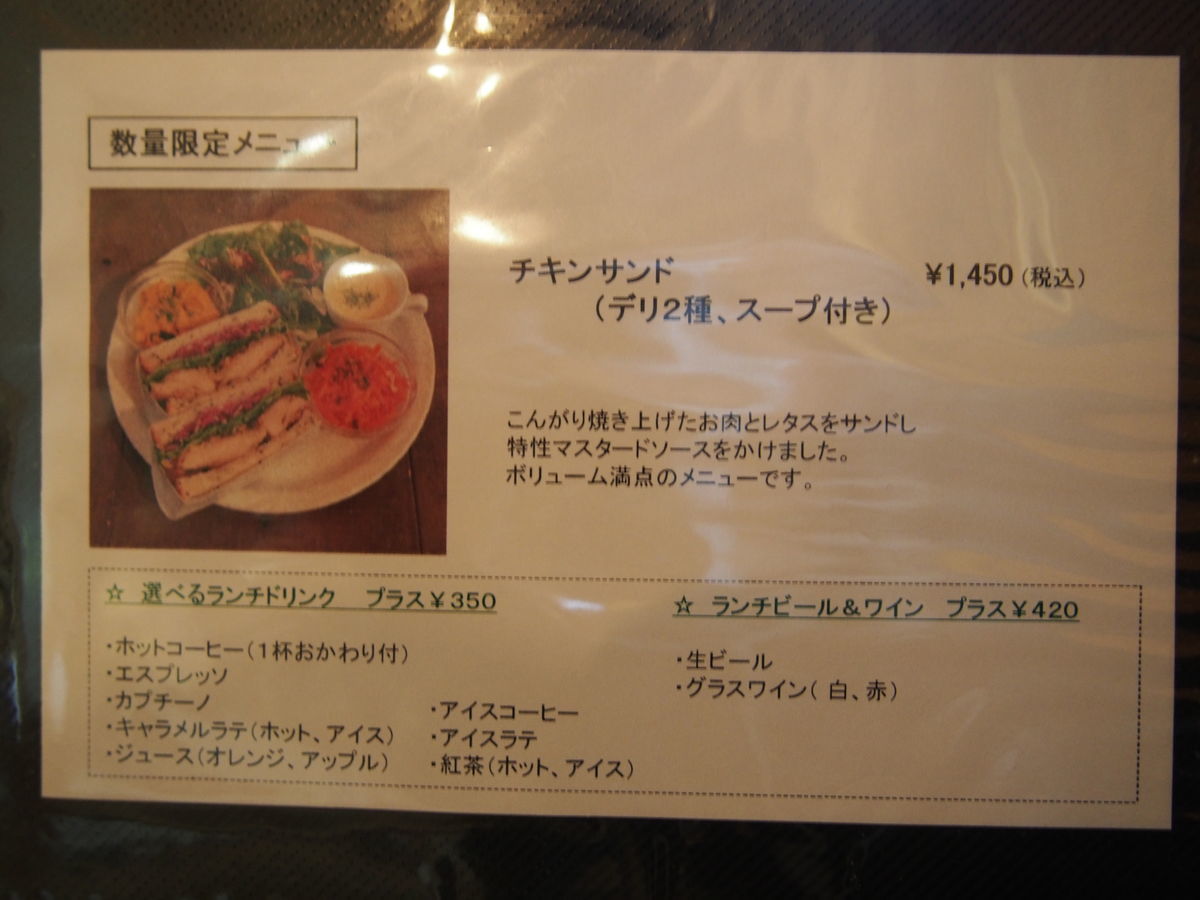 数量限定メニュー
チキンサンド ¥1,450（税込）
（デリ２種、スープ付き）
こんがり焼き上げたお肉とレタスをサンドし
特性マスタードソースをかけました。
ボリューム満点のメニューです。
☆ 選べるランチドリンク プラス¥350
・ホットコーヒー（１杯おかわり付）
・エスプレッソ
・カプチーノ
・キャラメルラテ（ホット、アイス）
・ジュース（オレンジ、アップル）
・アイスコーヒー
・アイスラテ
・紅茶（ホット、アイス）
☆ ランチビール＆ワイン プラス¥420
・生ビール
・グラスワイン（ 白、赤）